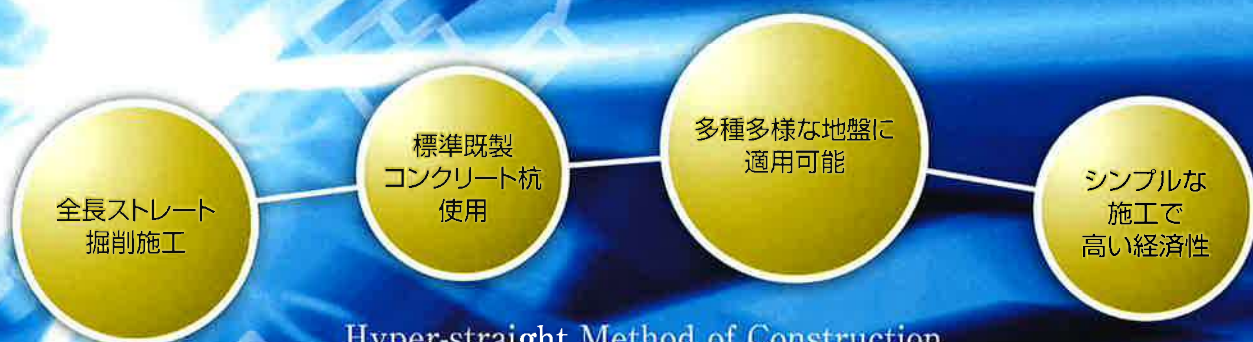 全長ストレート
掘削施工
標準既製
コンクリート杭
使用
多種多様な地盤に
適用可能
シンプルな
施工で
高い経済性
Hyper-straight Method of Construction